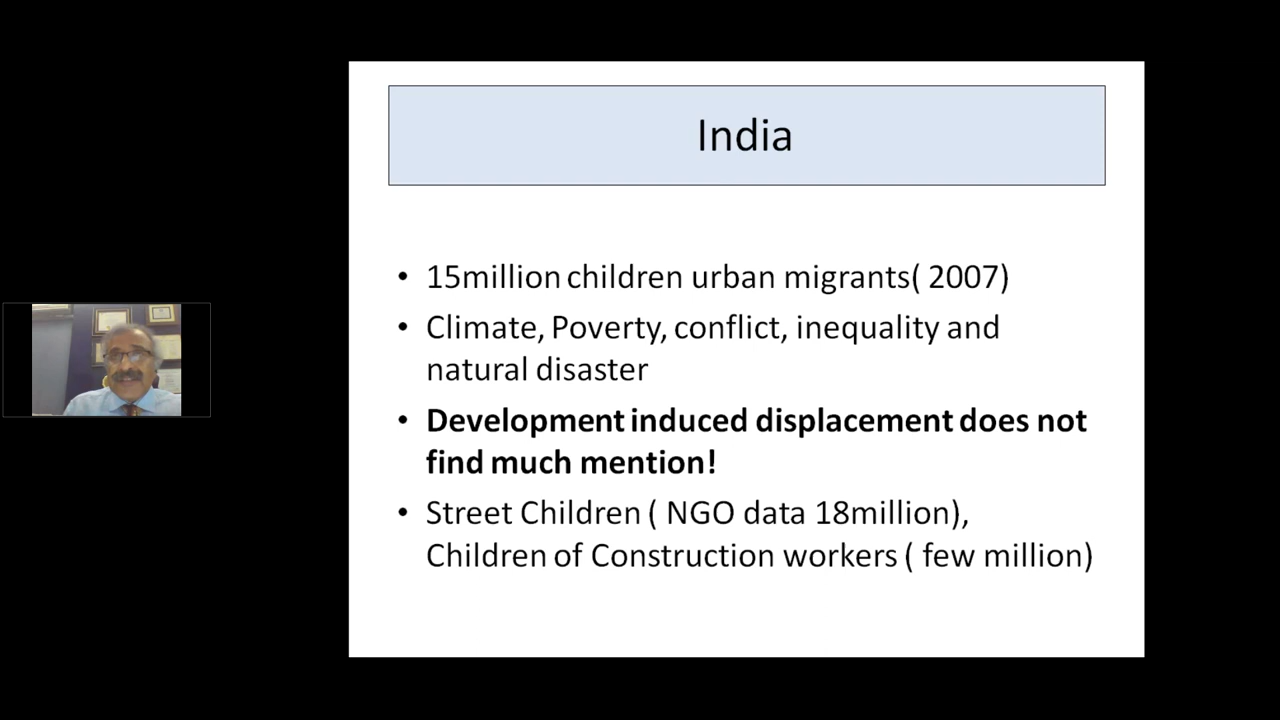 India
• 15million children urban migrants( 2007)
• Climate, Poverty, conflict, inequality and
natural disaster
• Development induced displacement does not
find much mention!
• Street Children ( NGO data 18million),
Children of Construction workers ( few million)